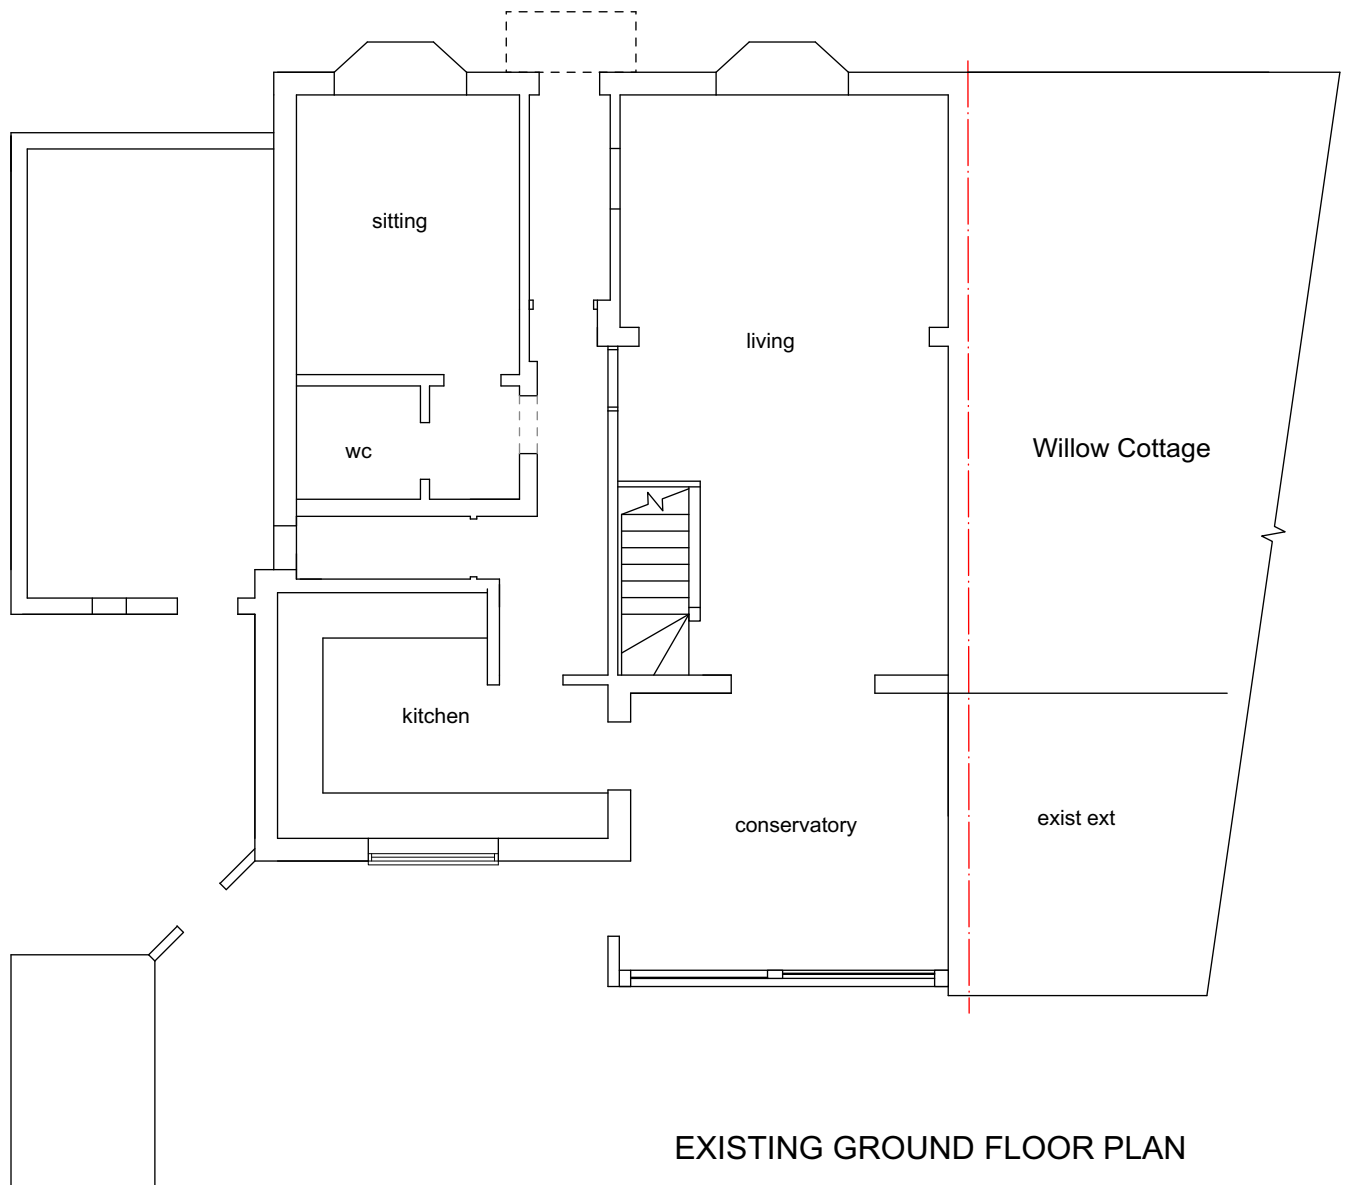 sitting
living
wc
Willow Cottage
kitchen
conservatory
exist ext
EXISTING GROUND FLOOR PLAN